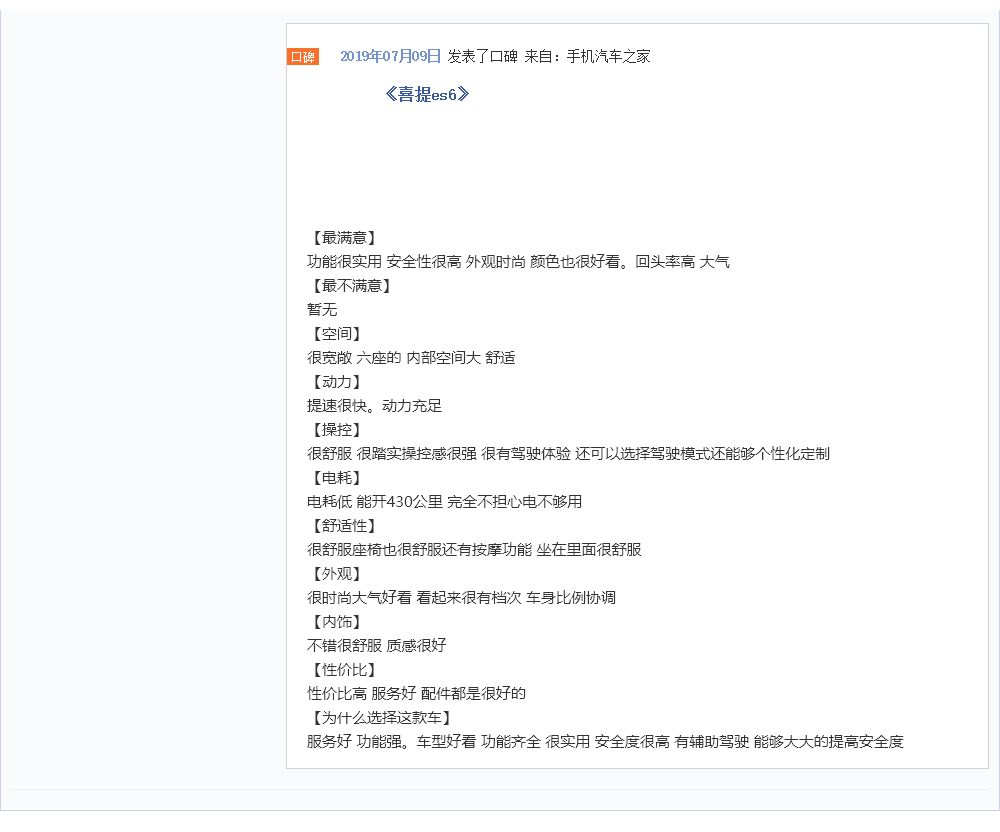 口碑 2019年07月09日 发表了口碑 来自：手机汽车之家
《喜提es6》
【最满意】
功能很实用 安全性很高 外观时尚 颜色也很好看。回头率高 大气
【最不满意】
暂无
【空间】
很宽敞 六座的 内部空间大 舒适
【动力】
提速很快。动力充足
【操控】
很舒服 很踏实操控感很强 很有驾驶体验 还可以选择驾驶模式还能够个性化定制
【电耗】
电耗低 能开430公里 完全不担心电不够用
【舒适性】
很舒服座椅也很舒服还有按摩功能 坐在里面很舒服
【外观】
很时尚大气好看 看起来很有档次 车身比例协调
【内饰】
不错很舒服 质感很好
【性价比】
性价比高 服务好 配件都是很好的
【为什么选择这款车】
服务好 功能强。车型好看 功能齐全 很实用 安全度很高 有辅助驾驶 能够大大的提高安全度